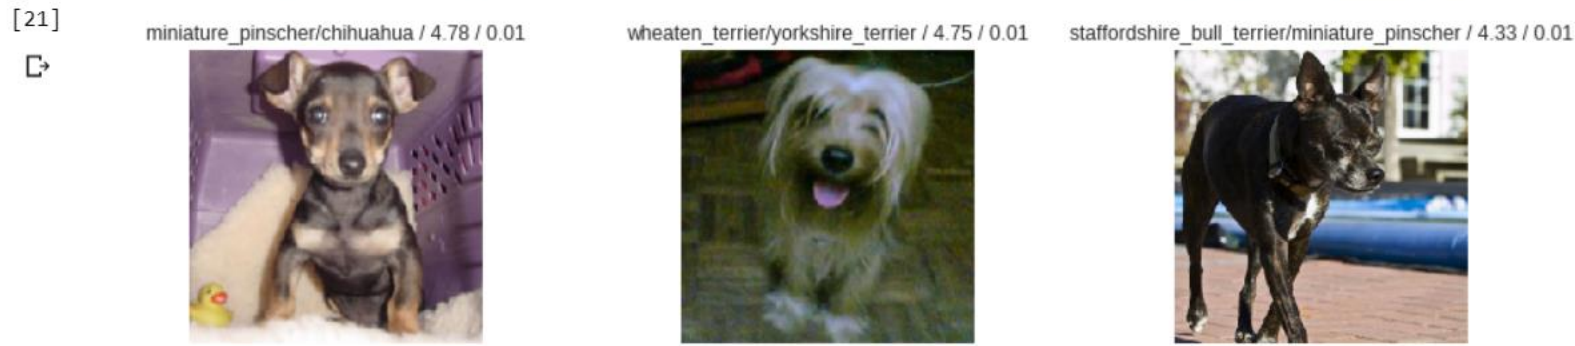 [21]
miniature_pinscher/chihuahua / 4.78 / 0.01
wheaten_terrier/yorkshire_terrier / 4.75 / 0.01
staffordshire_bull_terrier/miniature_pinscher / 4.33 / 0.01